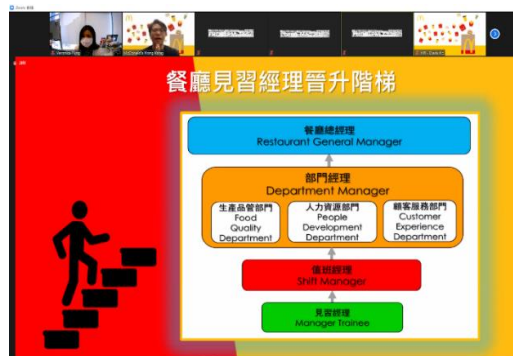 餐廳見習經理晉升階梯
餐廳總經理
Restaurant General Manager
部門經理
Department Manager
生產品管部門
Food
Quality
Department
人力資源部門
People
Development
Department
顧客服務部門
Customer
Experience
Department
值班經理
Shift Manager
見習經理
Manager Trainee